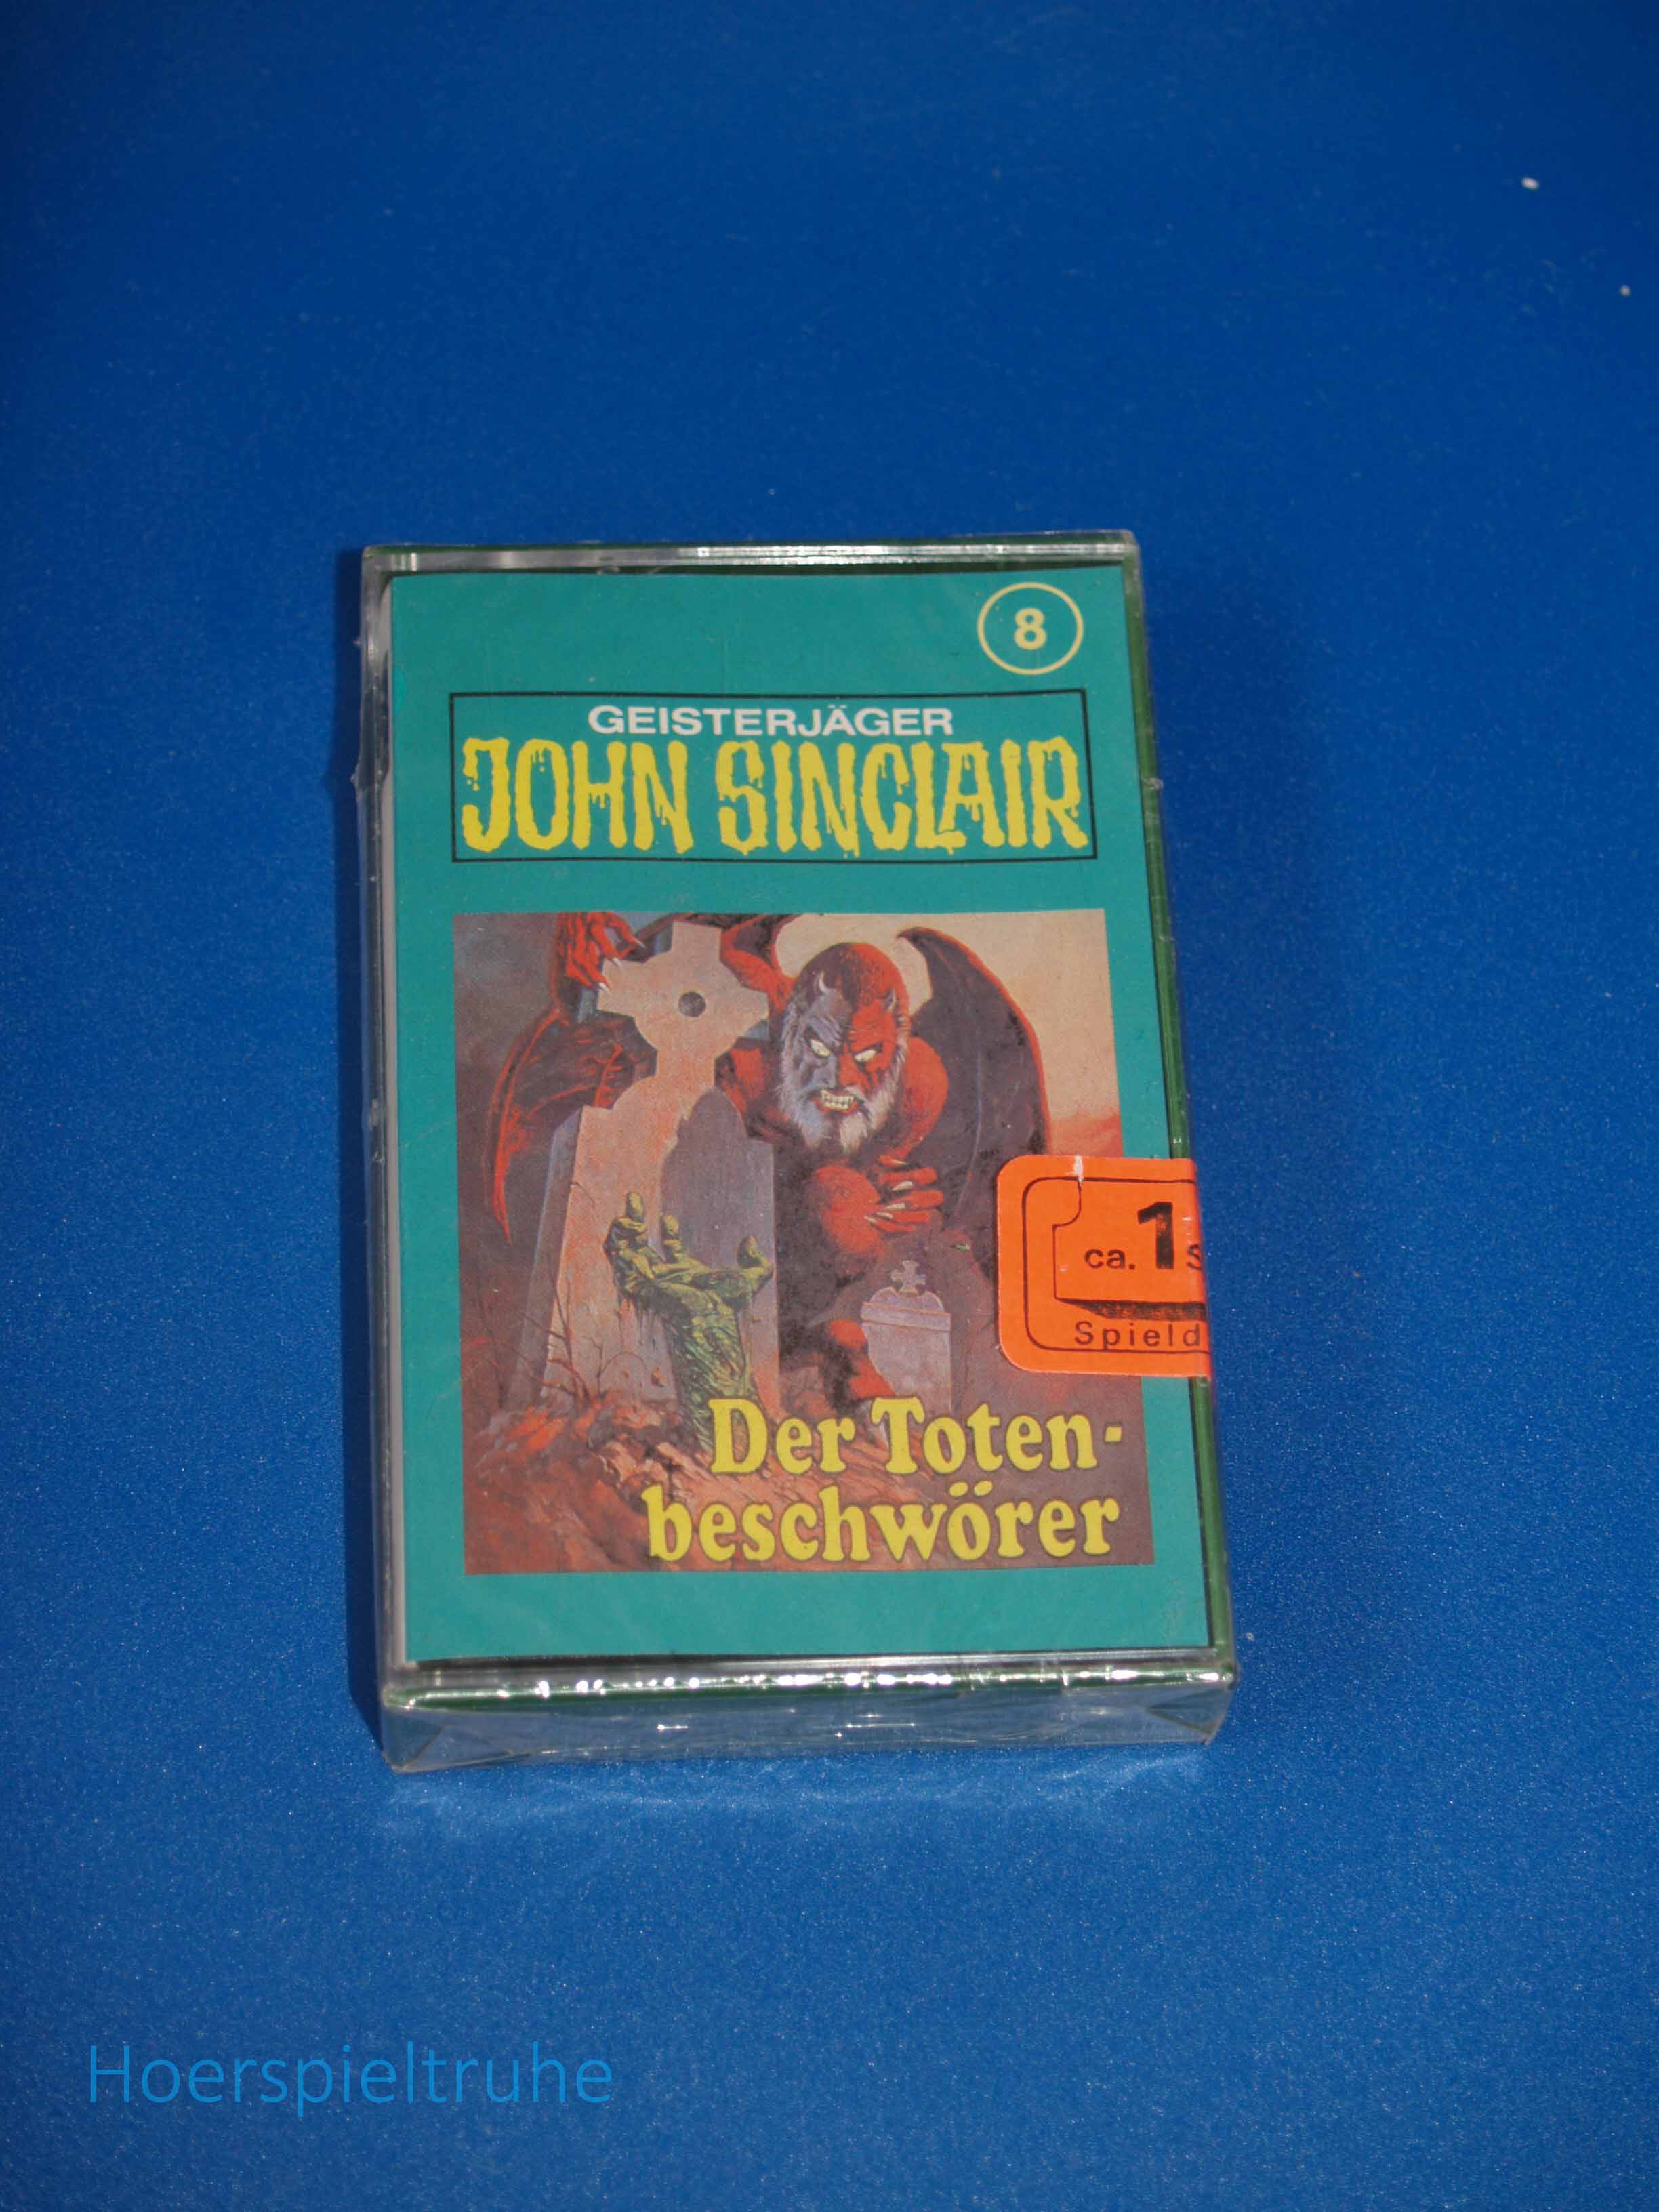 8
GEISTERJÄGER
JOHN SINCLAIR
ca. 1 S
Spield
Der Toten-
beschwörer
Hoerspieltruhe